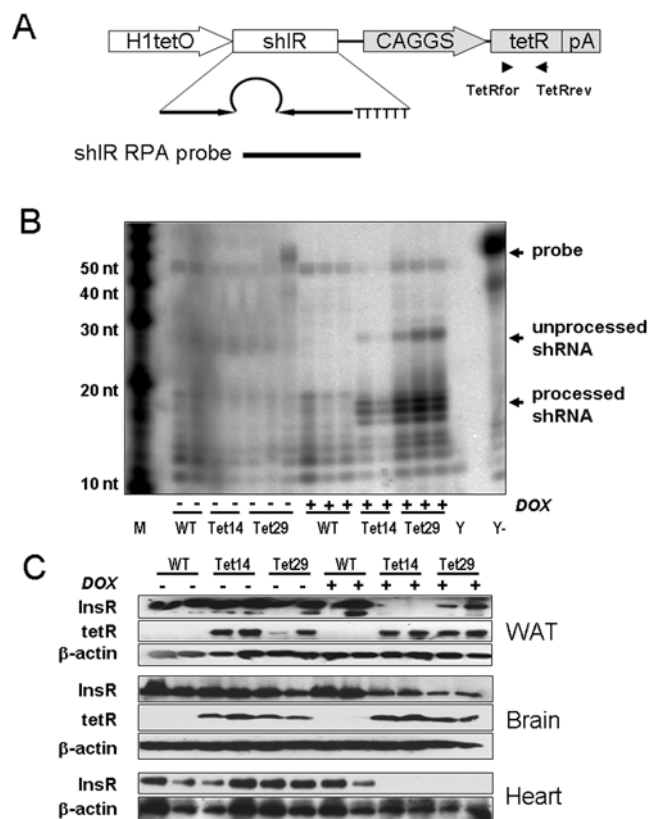 A
H1tetO shIR CAGGS tetR pA
TetRfor TetRrev
TTTTTT
shIR RPA probe
B
50 nt
40 nt
30 nt
20 nt
10 nt
probe
unprocessed
shRNA
processed
shRNA
- - - - - - - + + + + + + + + DOX
M WT Tet14 Tet29 WT Tet14 Tet29 Y Y-
C
WT Tet14 Tet29 WT Tet14 Tet29
DOX - - - - - - + + + + + +
InsR
tetR
β-actin
WAT
InsR
tetR
β-actin
Brain
InsR
β-actin
Heart